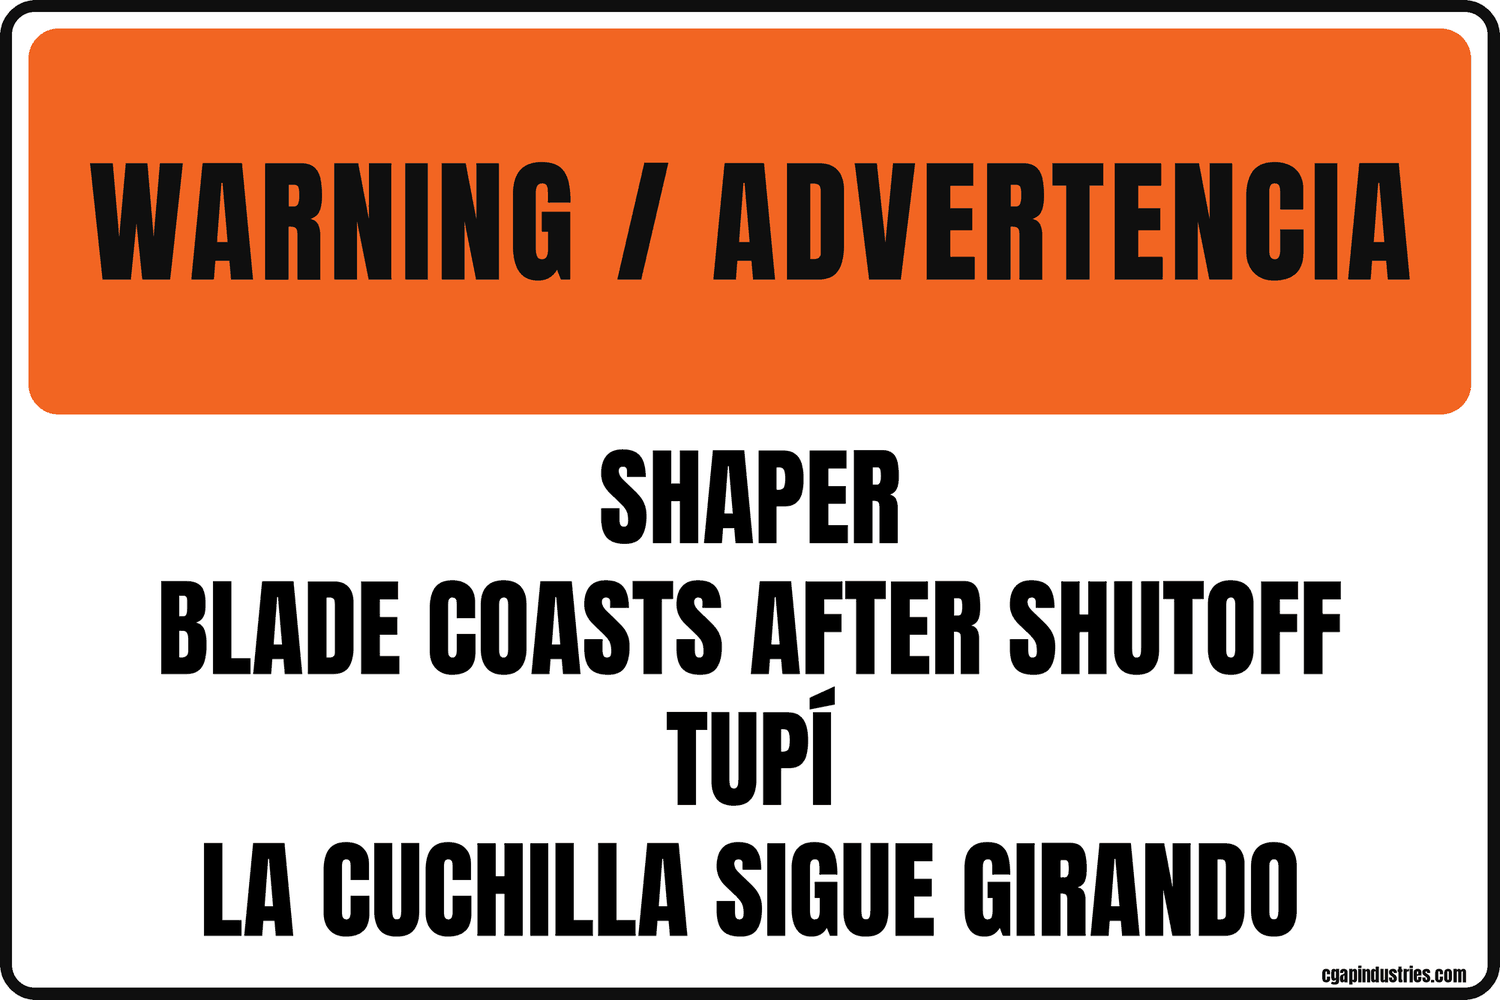 WARNING / ADVERTENCIA
SHAPER
BLADE COASTS AFTER SHUTOFF
TUPÍ
LA CUCHILLA SIGUE GIRANDO
cgapindustries.com